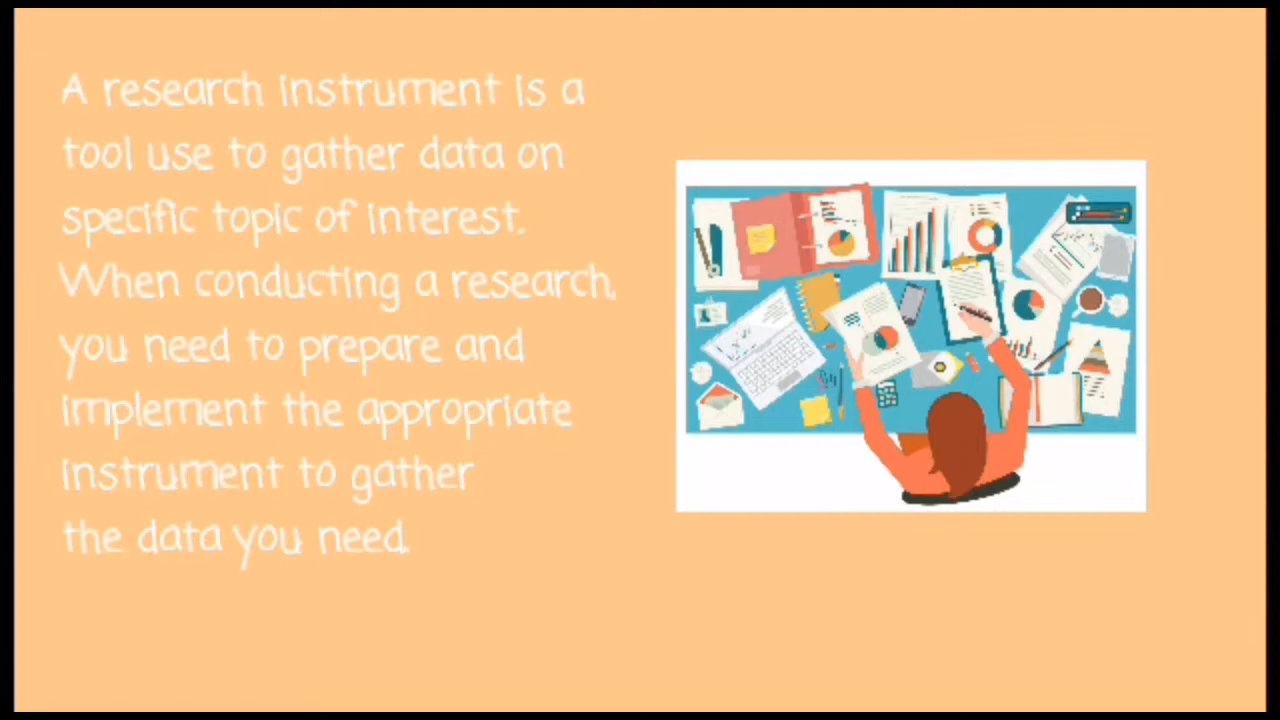 A research instrument is a
tool use to gather data on
specific topic of interest.
When conducting a research,
you need to prepare and
implement the appropriate
instrument to gather
the data you need.